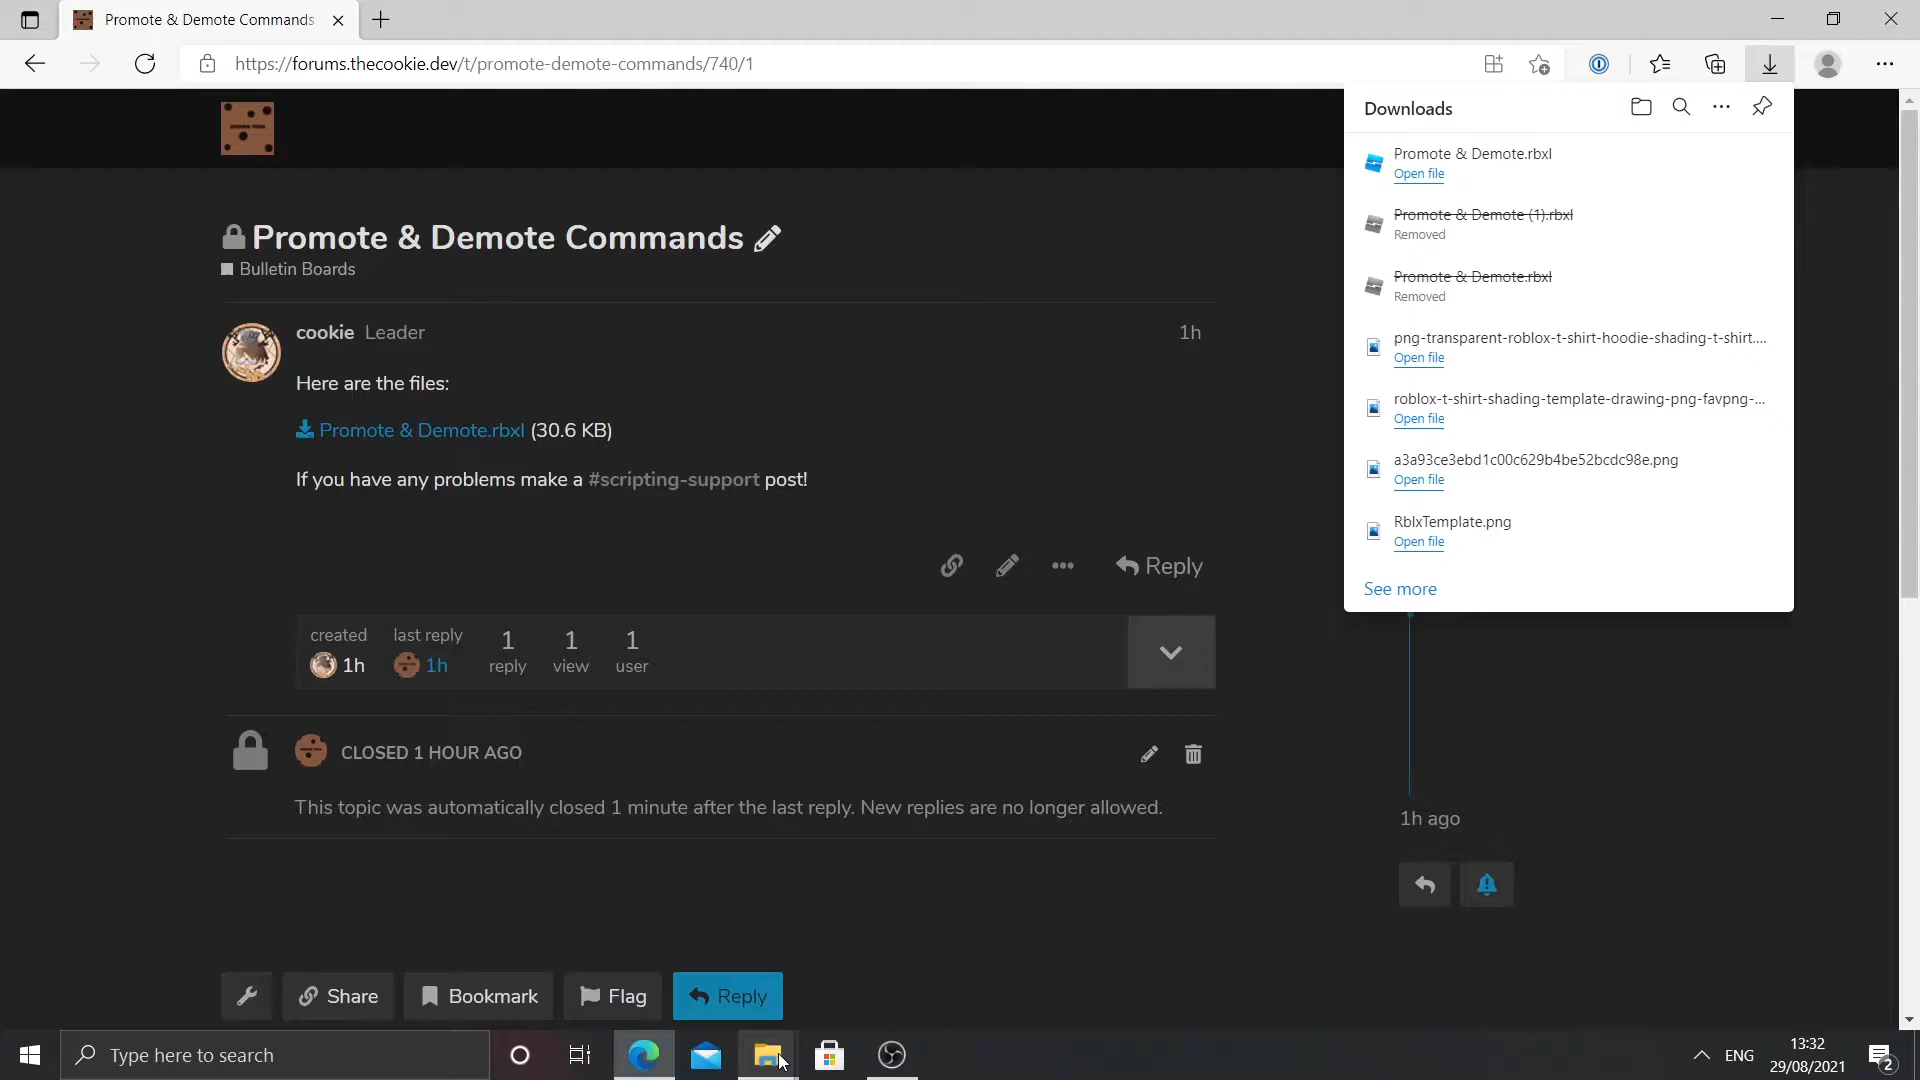 Promote & Demote Commands
https://forums.thecookie.dev/t/promote-demote-commands/740/1
Downloads
Promote & Demote.rbxl
Open file
Promote & Demote (1).rbxl
Removed
Promote & Demote.rbxl
Removed
png-transparent-roblox-t-shirt-hoodie-shading-t-shirt....
Open file
roblox-t-shirt-shading-template-drawing-png-favpng-...
Open file
a3a93ce3ebd1c00c629b4be52bcdc98e.png
Open file
RblxTemplate.png
Open file
See more
Promote & Demote Commands
Bulletin Boards
cookie Leader 1h
Here are the files:
Promote & Demote.rbxl (30.6 KB)
If you have any problems make a #scripting-support post!
Reply
created last reply 1 1 1
1h 1h reply view user
CLOSED 1 HOUR AGO
This topic was automatically closed 1 minute after the last reply. New replies are no longer allowed.
1h ago
Share Bookmark Flag Reply
Type here to search
ENG
13:32
29/08/2021
2